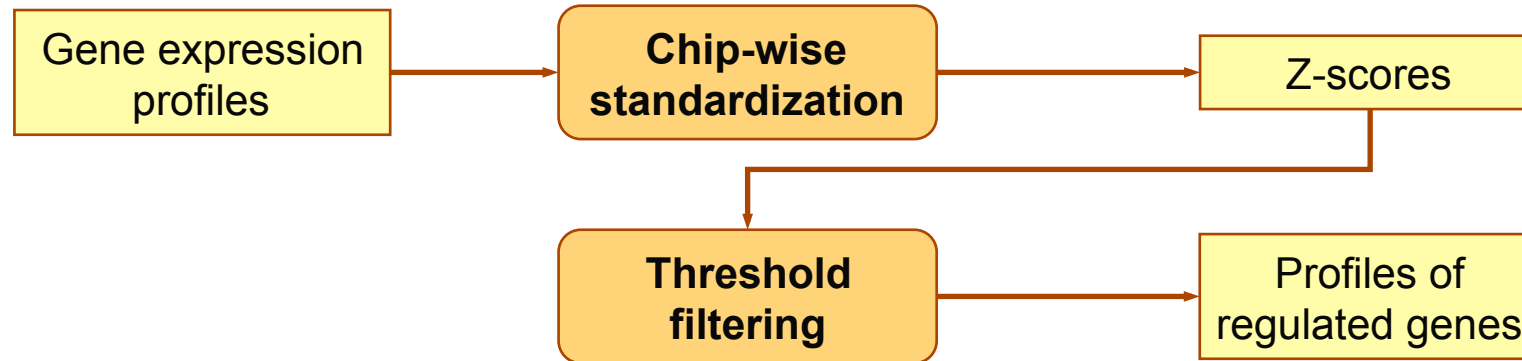 Gene expression
profiles
Chip-wise
standardization
Z-scores
Threshold
filtering
Profiles of
regulated genes